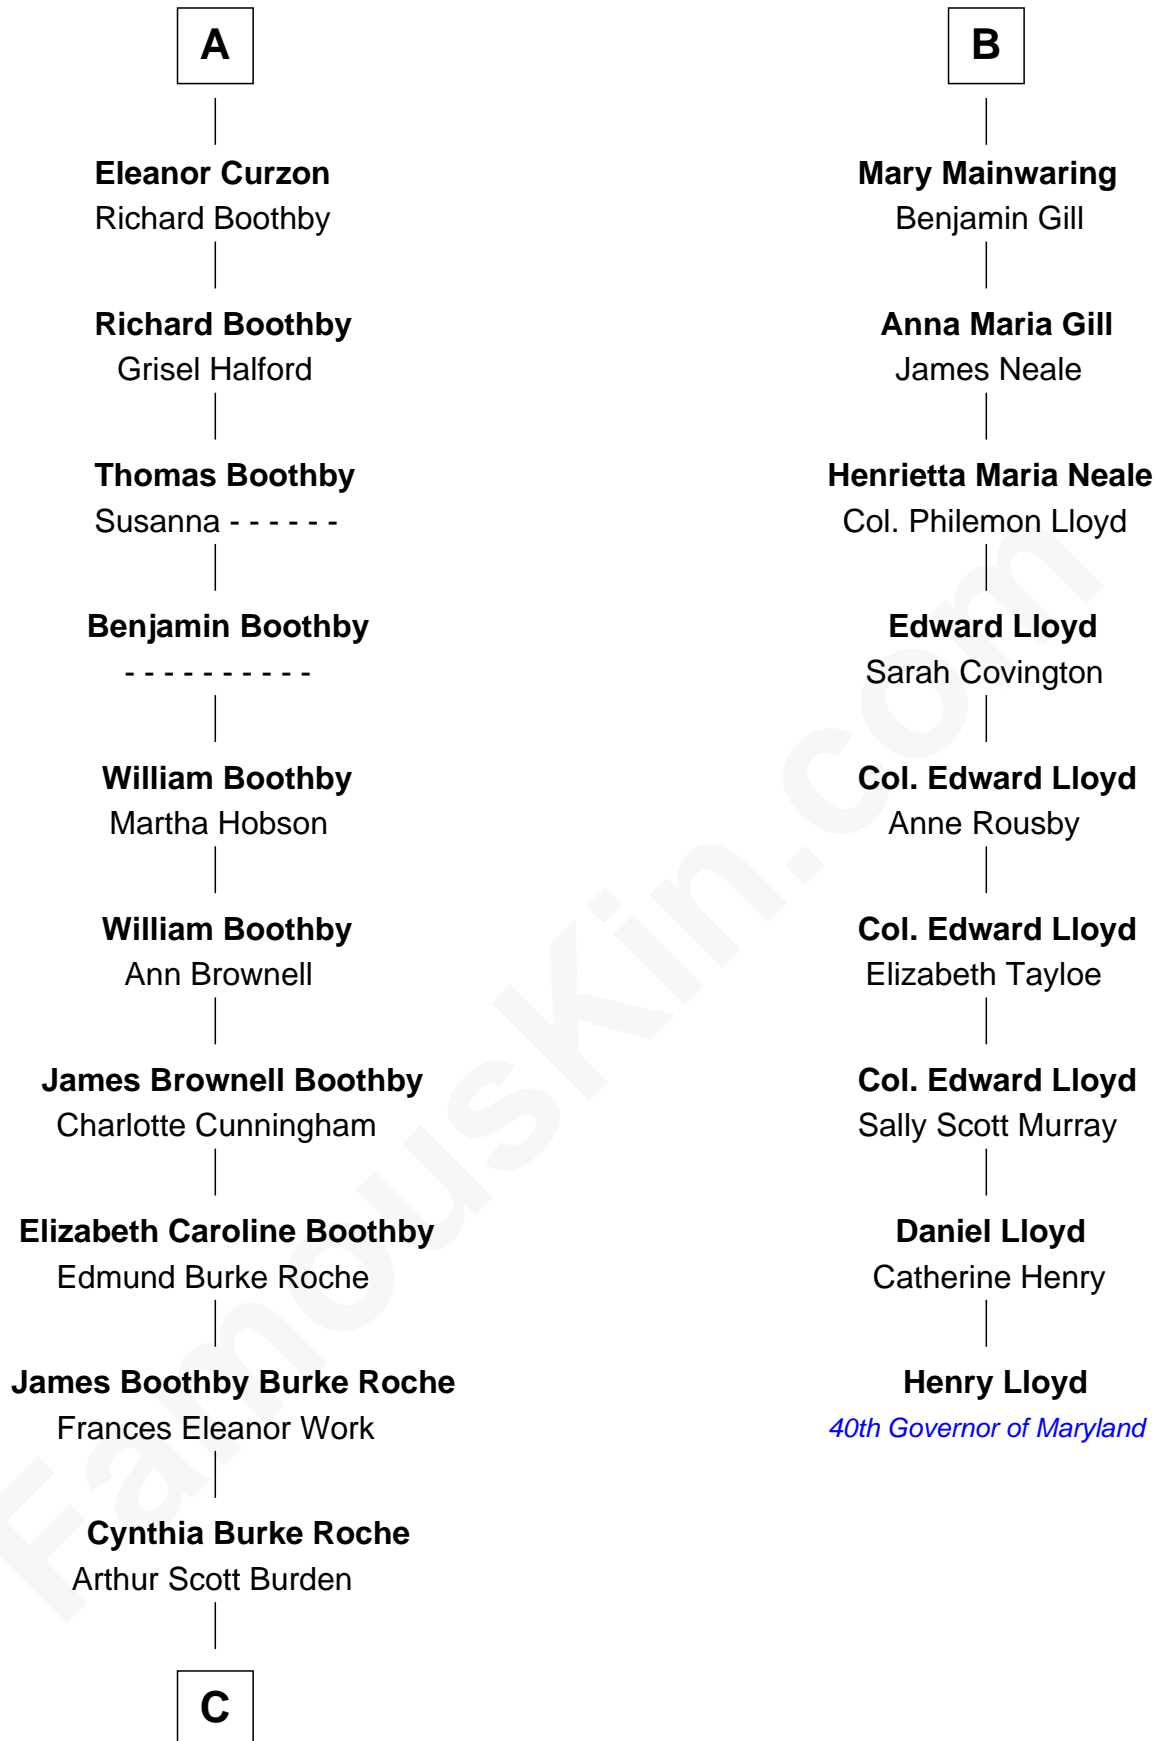 A
Eleanor Curzon
Richard Boothby
Richard Boothby
Grisel Halford
Thomas Boothby
Susanna - - - - - -
Benjamin Boothby
- - - - - - - - - -
William Boothby
Martha Hobson
William Boothby
Ann Brownell
James Brownell Boothby
Charlotte Cunningham
Elizabeth Caroline Boothby
Edmund Burke Roche
James Boothby Burke Roche
Frances Eleanor Work
Cynthia Burke Roche
Arthur Scott Burden
C
B
Mary Mainwaring
Benjamin Gill
Anna Maria Gill
James Neale
Henrietta Maria Neale
Col. Philemon Lloyd
Edward Lloyd
Sarah Covington
Col. Edward Lloyd
Anne Rousby
Col. Edward Lloyd
Elizabeth Tayloe
Col. Edward Lloyd
Sally Scott Murray
Daniel Lloyd
Catherine Henry
Henry Lloyd
40th Governor of Maryland
FamousKin.com